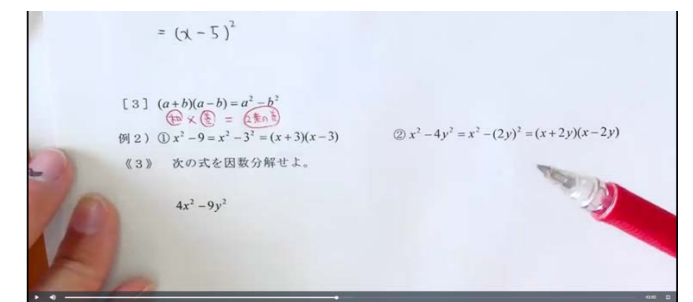 = (x - 5)²
[3] (a+b)(a−b) = a² − b²
和 × 差 = 2乗の差
例2) ① x² − 9 = x² − 3² = (x+3)(x−3) ② x² − 4y² = x² − (2y)² = (x+2y)(x−2y)
《3》 次の式を因数分解せよ。
4x² − 9y²